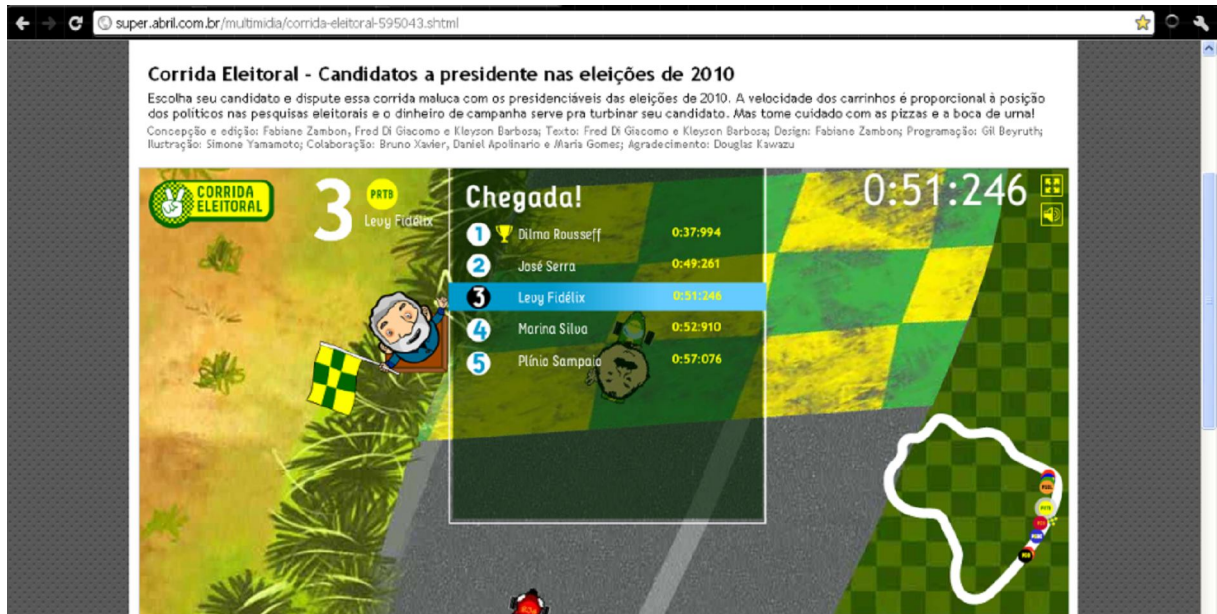 super.abril.com.br/multimidia/corrida-eleitoral-595043.shtml
Corrida Eleitoral - Candidatos a presidente nas eleições de 2010
Escolha seu candidato e dispute essa corrida maluca com os presidenciáveis das eleições de 2010. A velocidade dos carrinhos é proporcional à posição
dos políticos nas pesquisas eleitorais e o dinheiro de campanha serve pra turbinar seu candidato. Mas tome cuidado com as pizzas e a boca de urna!
Concepção e edição: Fabiane Zambon, Fred Di Giacomo e Kleyson Barbosa; Texto: Fred Di Giacomo e Kleyson Barbosa; Design: Fabiane Zambon; Programação: Gil Beyruth;
Ilustração: Simone Yamamoto; Colaboração: Bruno Xavier, Daniel Apolinario e Maria Gomes; Agradecimento: Douglas Kawazu
CORRIDA
ELEITORAL
3
PRTB
Levy Fidélix
Chegada!
0:51:246
1 Dilma Rousseff 0:37:994
2 José Serra 0:49:261
3 Levy Fidélix 0:51:246
4 Marina Silva 0:52:910
5 Plínio Sampaio 0:57:076